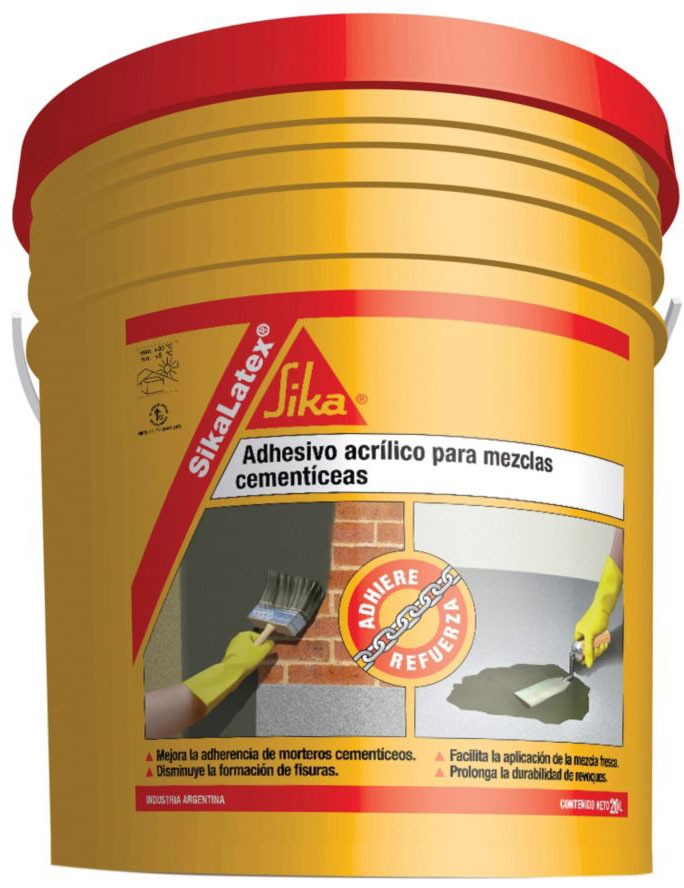 SikaLatex®
Sika®
Adhesivo acrílico para mezclas
cementíceas
ADHIERE
REFUERZA
Mejora la adherencia de morteros cementíceos.
Disminuye la formación de fisuras.
Facilita la aplicación de la mezcla fresca.
Prolonga la durabilidad de revoques.
INDUSTRIA ARGENTINA
CONTENIDO NETO 20 L